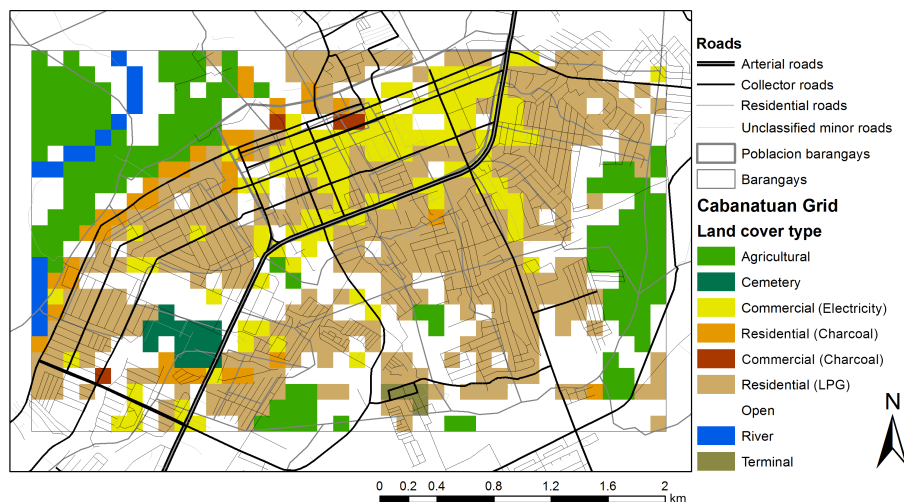 Roads
Arterial roads
Collector roads
Residential roads
Unclassified minor roads
Poblacion barangays
Barangays
Cabanatuan Grid
Land cover type
Agricultural
Cemetery
Commercial (Electricity)
Residential (Charcoal)
Commercial (Charcoal)
Residential (LPG)
Open
River
Terminal
N
0 0.2 0.4 0.8 1.2 1.6 2
km